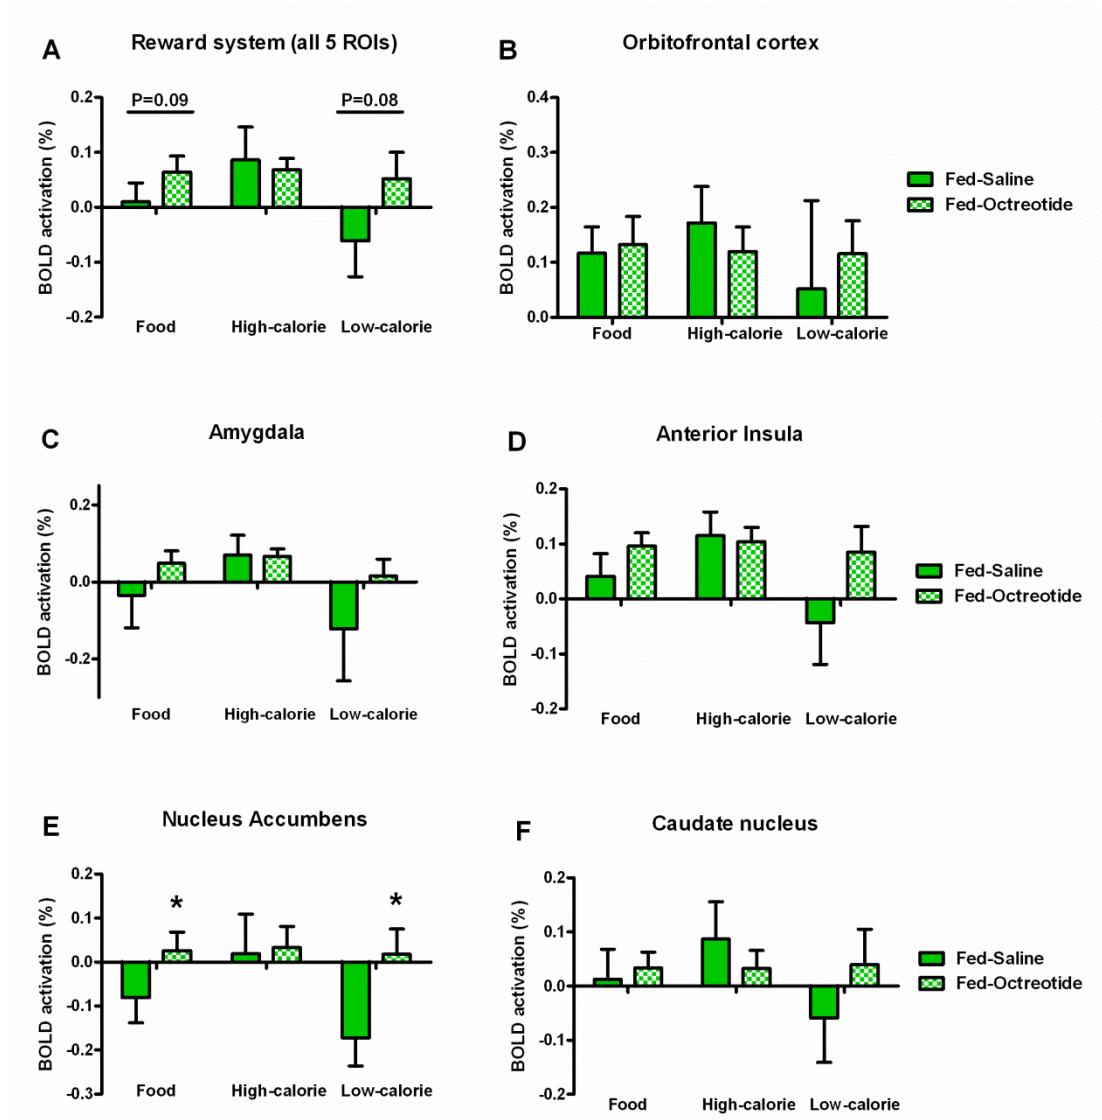 A
Reward system (all 5 ROIs)
BOLD activation (%)
0.2
0.1
0.0
-0.1
-0.2
P=0.09
P=0.08
Food
High-calorie
Low-calorie
B
Orbitofrontal cortex
BOLD activation (%)
0.4
0.3
0.2
0.1
0.0
Food
High-calorie
Low-calorie
Fed-Saline
Fed-Octreotide
C
Amygdala
BOLD activation (%)
0.2
0.0
-0.2
Food
High-calorie
Low-calorie
D
Anterior Insula
BOLD activation (%)
0.2
0.1
0.0
-0.1
-0.2
Food
High-calorie
Low-calorie
Fed-Saline
Fed-Octreotide
E
Nucleus Accumbens
BOLD activation (%)
0.2
0.1
0.0
-0.1
-0.2
-0.3
*
*
Food
High-calorie
Low-calorie
F
Caudate nucleus
BOLD activation (%)
0.2
0.1
0.0
-0.1
-0.2
Food
High-calorie
Low-calorie
Fed-Saline
Fed-Octreotide